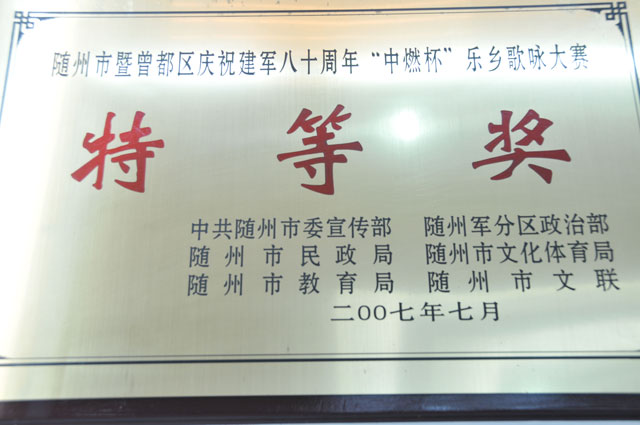 随州市暨曾都区庆祝建军八十周年“中燃杯”乐乡歌咏大赛
特等奖
中共随州市委宣传部 随州军分区政治部
随州市民政局 随州市文化体育局
随州市教育局 随州市文联
二00七年七月